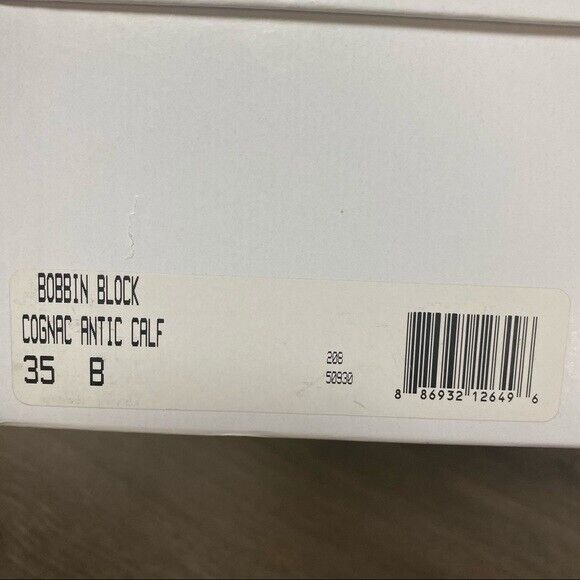 BOBBIN BLOCK
COGNAC ANTIC CALF
35 B
208
50930
8 86932 12649 6